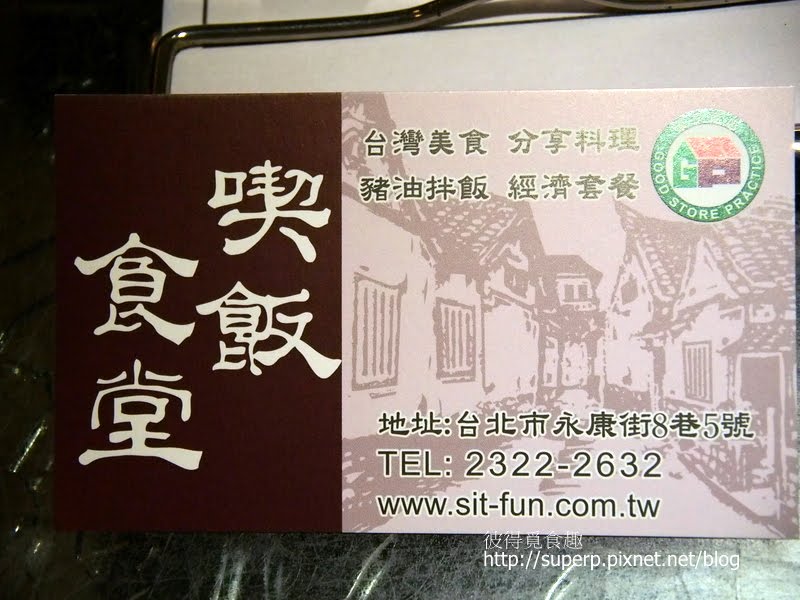 喫飯
食堂
台灣美食 分享料理
豬油拌飯 經濟套餐
GOOD STORE PRACTICE
地址:台北市永康街8巷5號
TEL: 2322-2632
www.sit-fun.com.tw
彼得覓食趣
http://superp.pixnet.net/blog